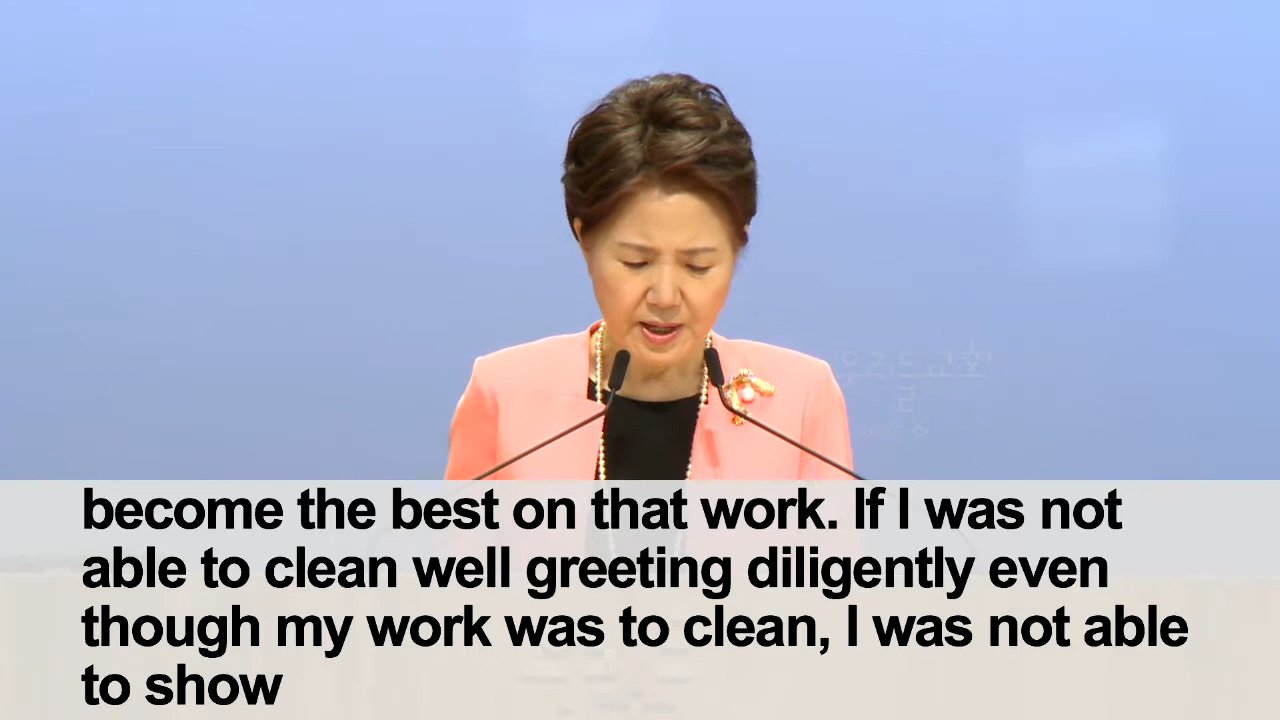 become the best on that work. If I was not
able to clean well greeting diligently even
though my work was to clean, I was not able
to show